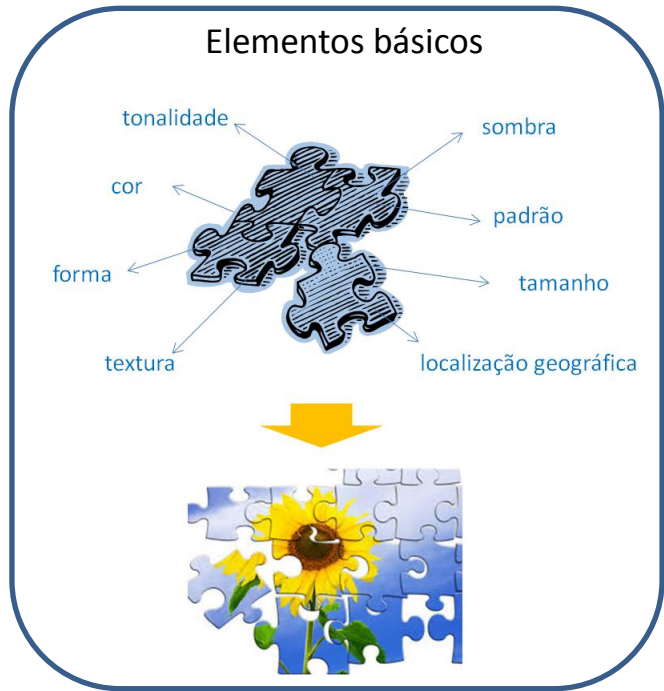 Elementos básicos
tonalidade
sombra
cor
padrão
forma
tamanho
textura
localização geográfica